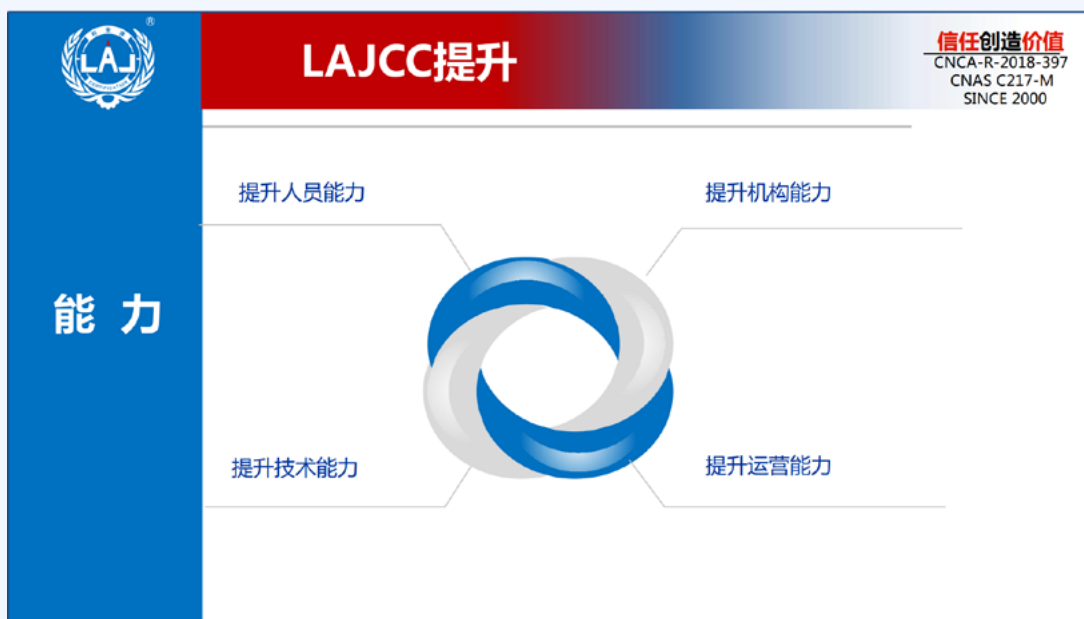 LAJ
®
LAJCC提升
信任创造价值
CNCA-R-2018-397
CNAS C217-M
SINCE 2000
能 力
提升人员能力
提升机构能力
提升技术能力
提升运营能力